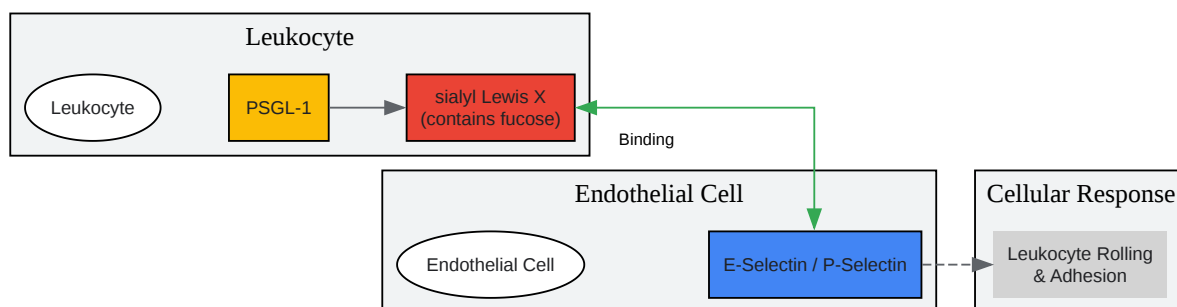 Leukocyte
Leukocyte
PSGL-1
sialyl Lewis X
(contains fucose)
Binding
Endothelial Cell
Endothelial Cell
E-Selectin / P-Selectin
Cellular Response
Leukocyte Rolling
& Adhesion